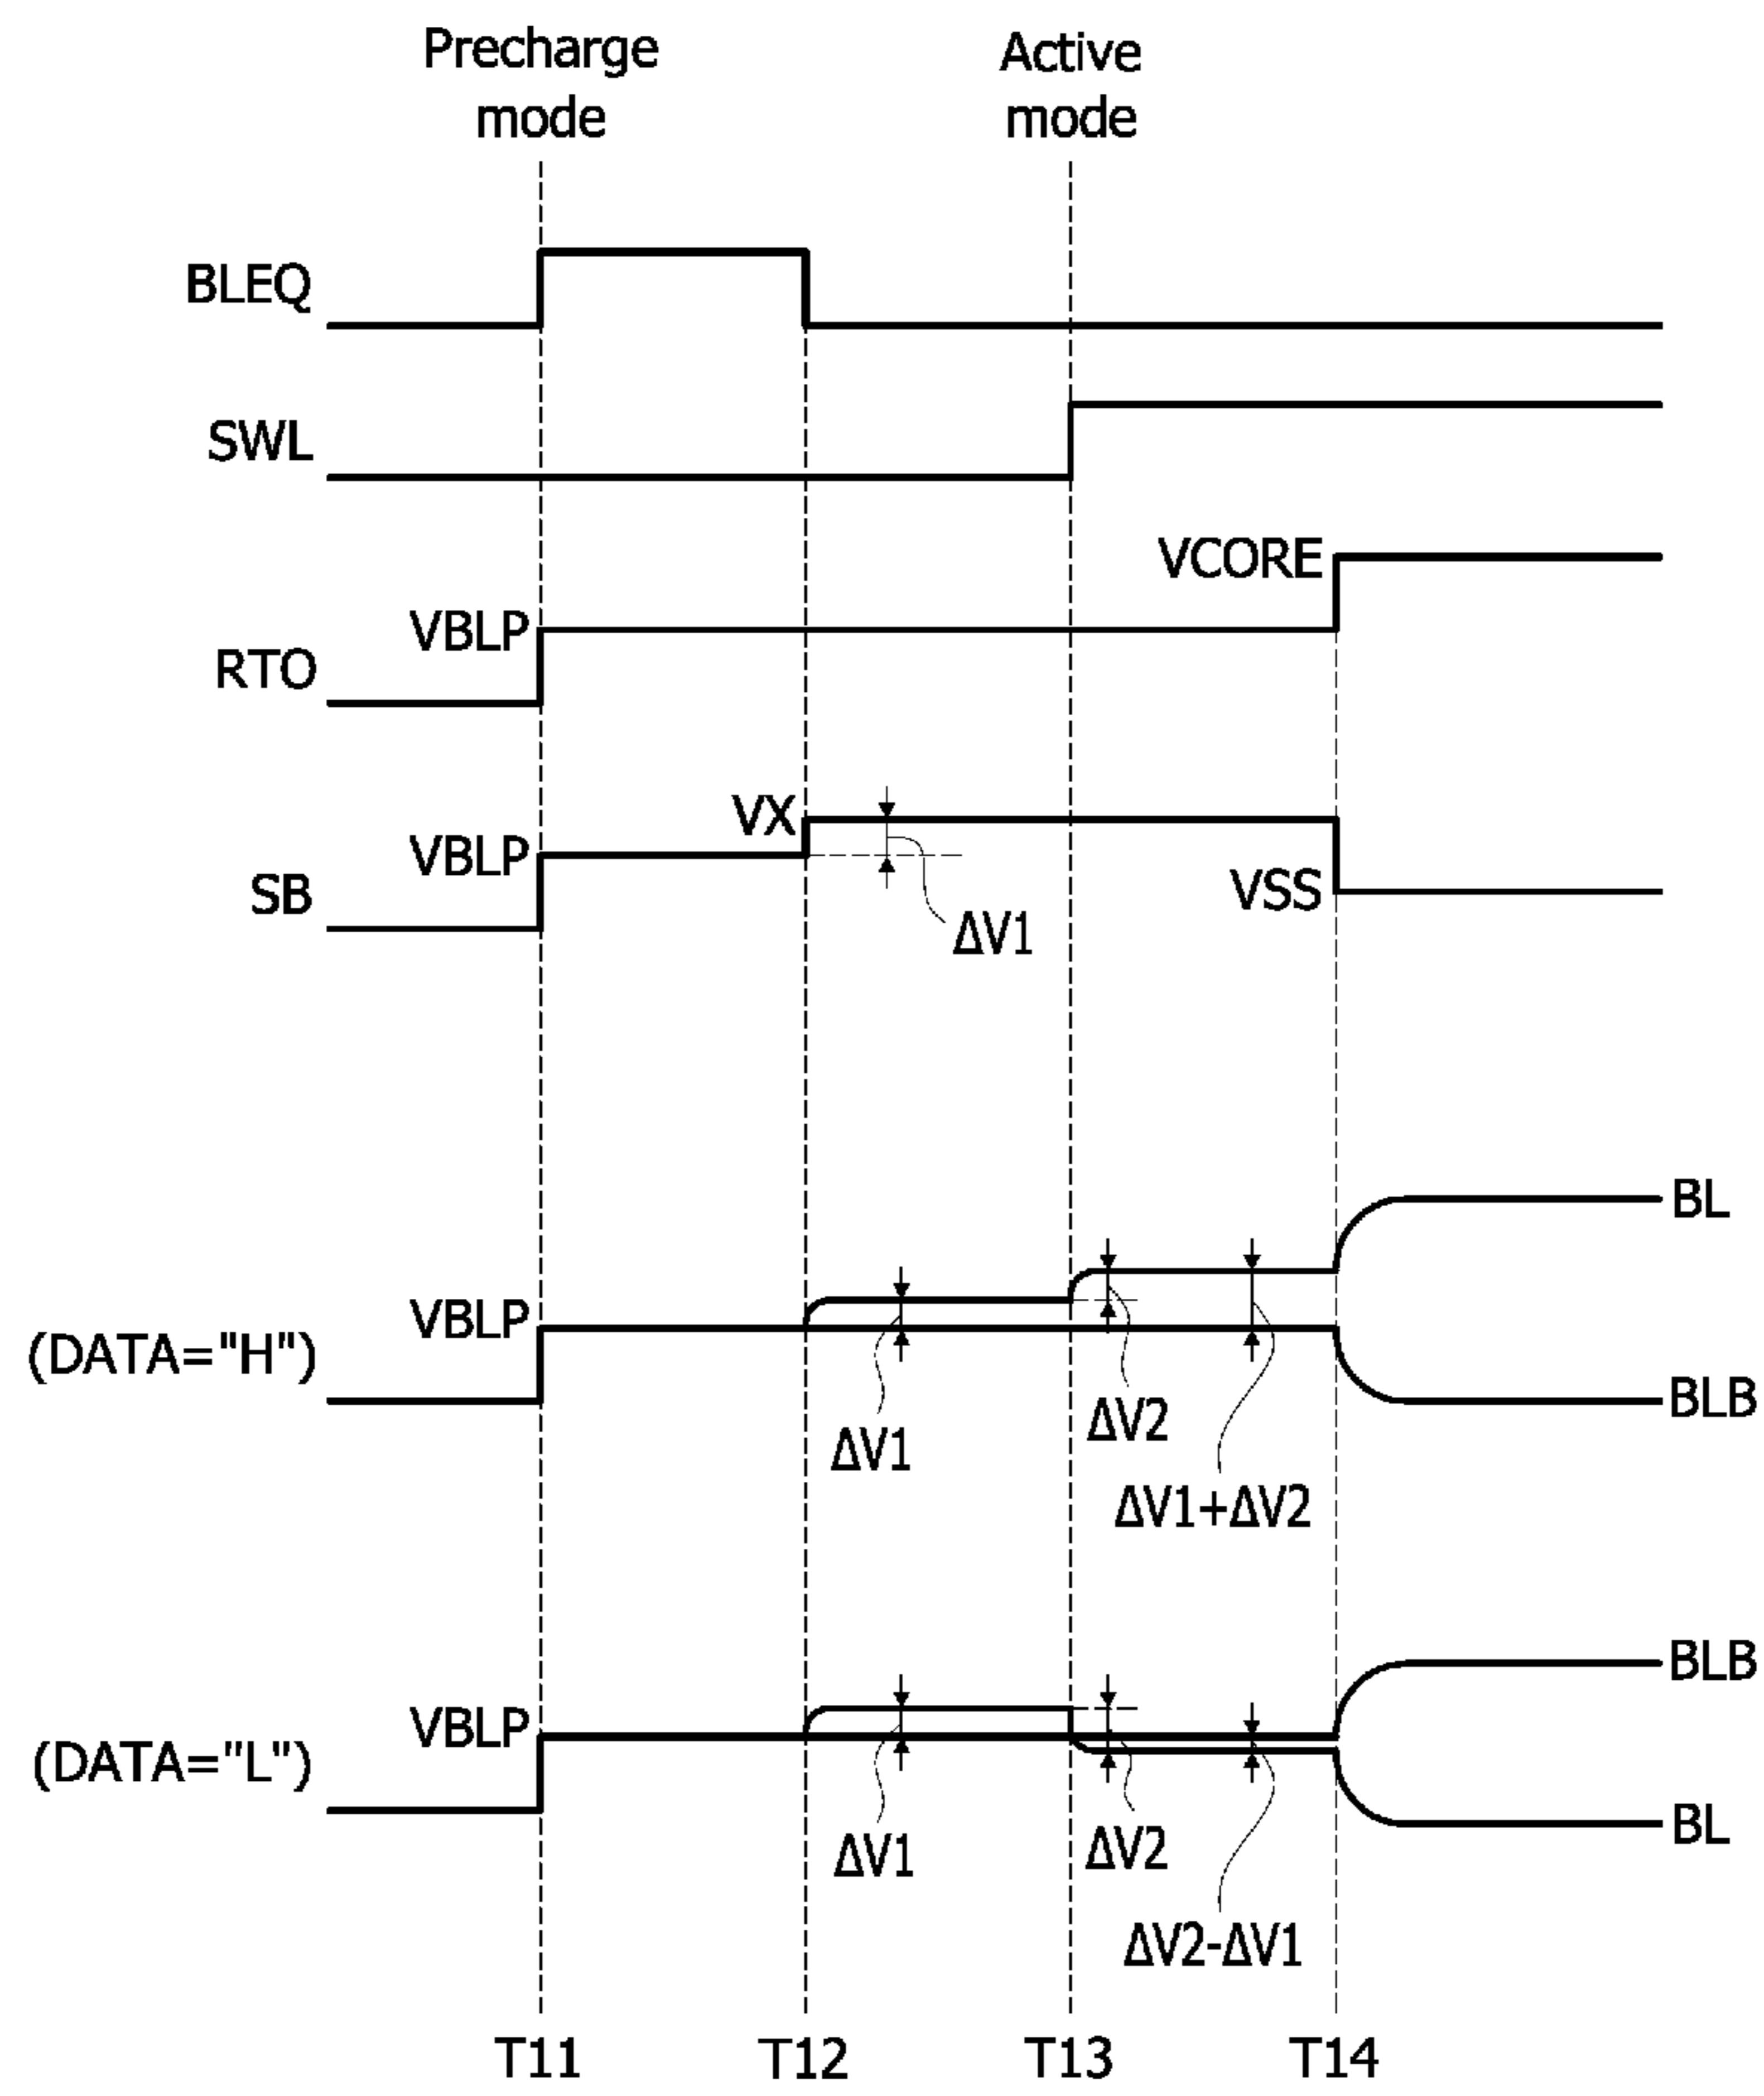 Precharge
mode
Active
mode
BLEQ
SWL
VCORE
VBLP
RTO
VX
VBLP
SB
VSS
ΔV1
BL
VBLP
(DATA="H")
BLB
ΔV2
ΔV1
ΔV1+ΔV2
BLB
VBLP
(DATA="L")
BL
ΔV1
ΔV2
ΔV2-ΔV1
T11
T12
T13
T14